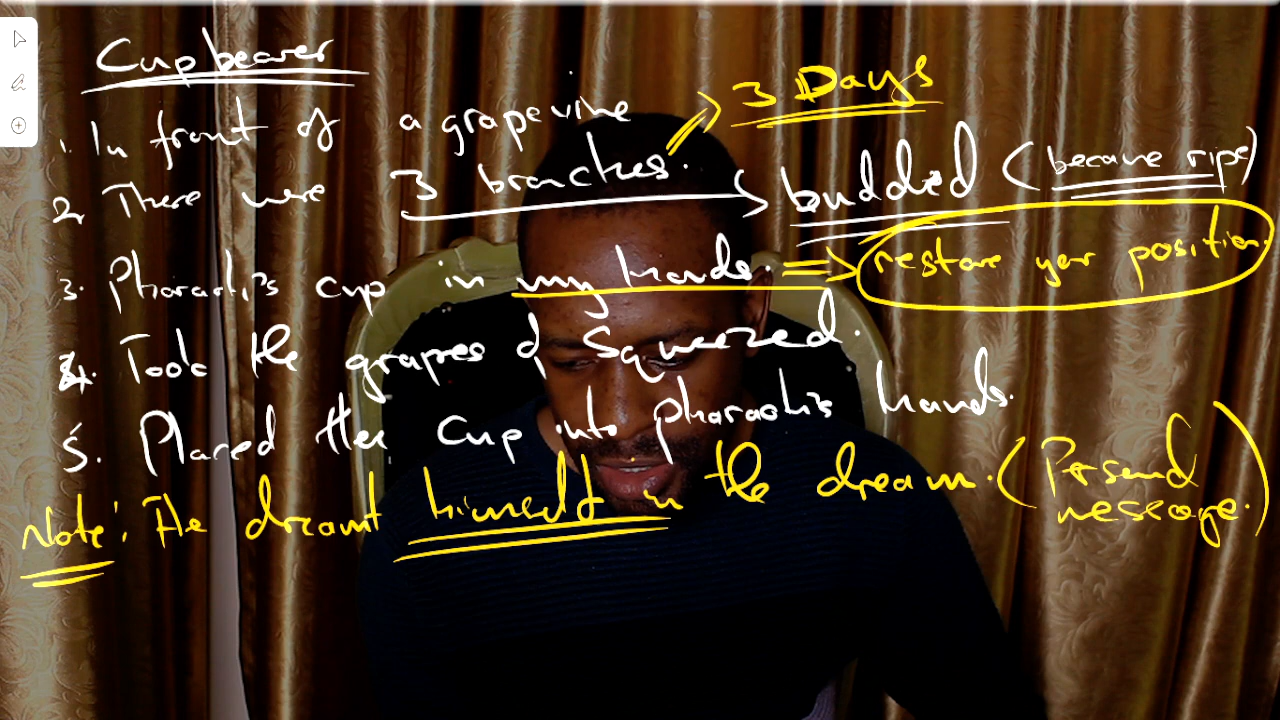 Cupbearer
1. In front of a grapevine
2. There were 3 branches. → budded (became ripe)
⇒ 3 Days
3. Pharaoh's cup in my hands. ⇒ restore your position.
4. Took the grapes & Squeezed.
5. Placed the cup into pharaoh's hands.
Note: He dreamt himself in the dream. (Personal message.)